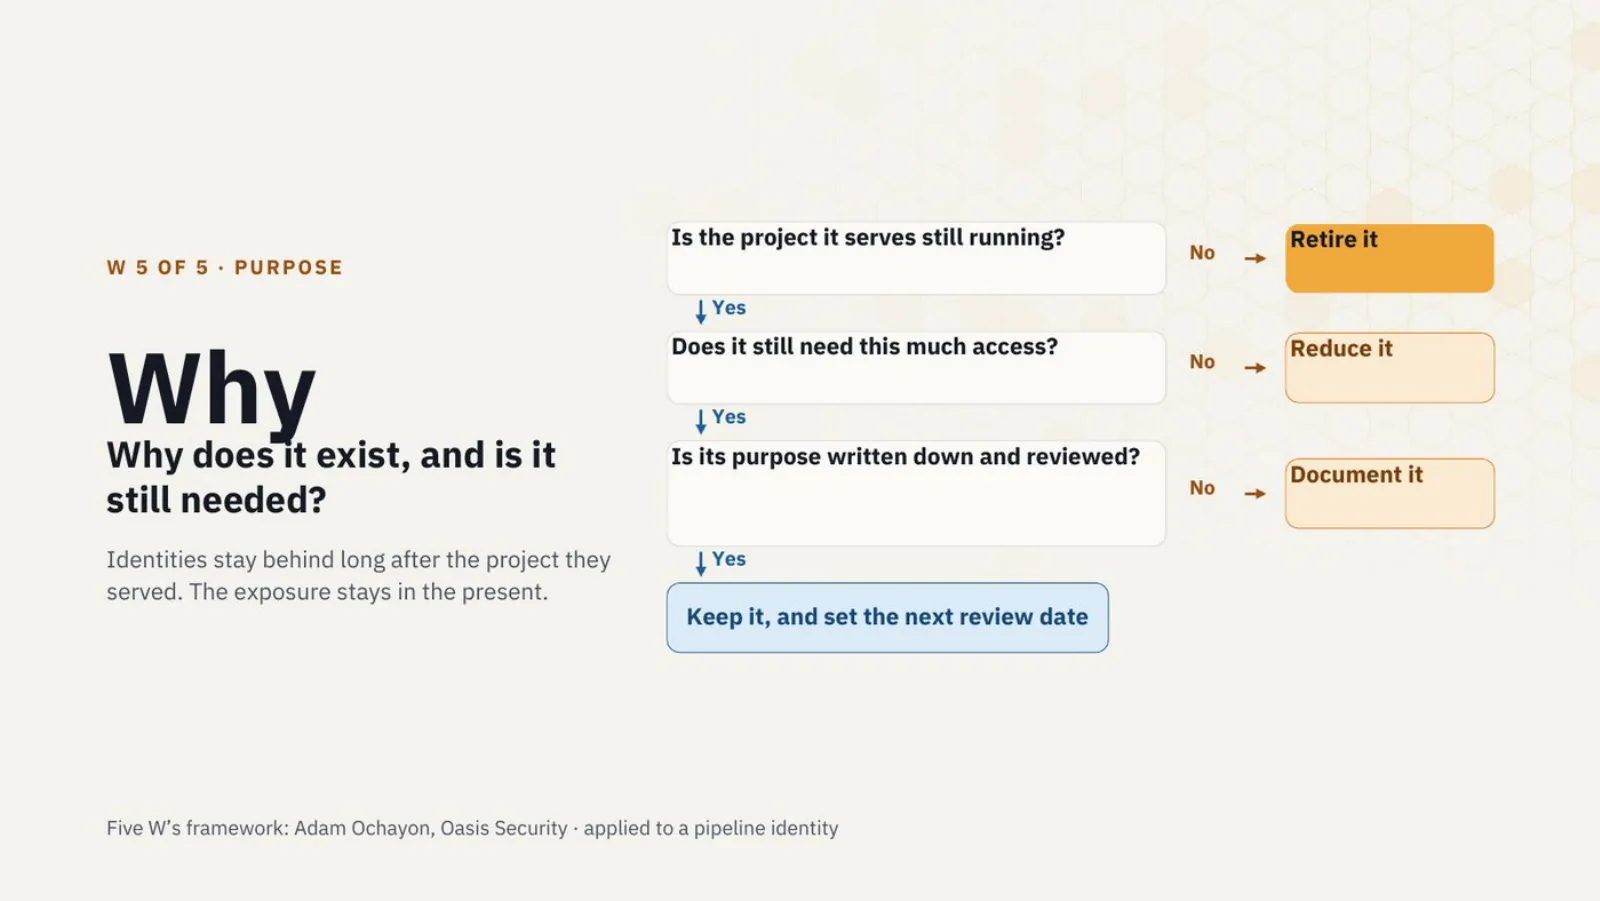 W 5 OF 5 · PURPOSE
Why
Why does it exist, and is it
still needed?
Identities stay behind long after the project they
served. The exposure stays in the present.
Is the project it serves still running?
No
Retire it
Yes
Does it still need this much access?
No
Reduce it
Yes
Is its purpose written down and reviewed?
No
Document it
Yes
Keep it, and set the next review date
Five W’s framework: Adam Ochayon, Oasis Security · applied to a pipeline identity